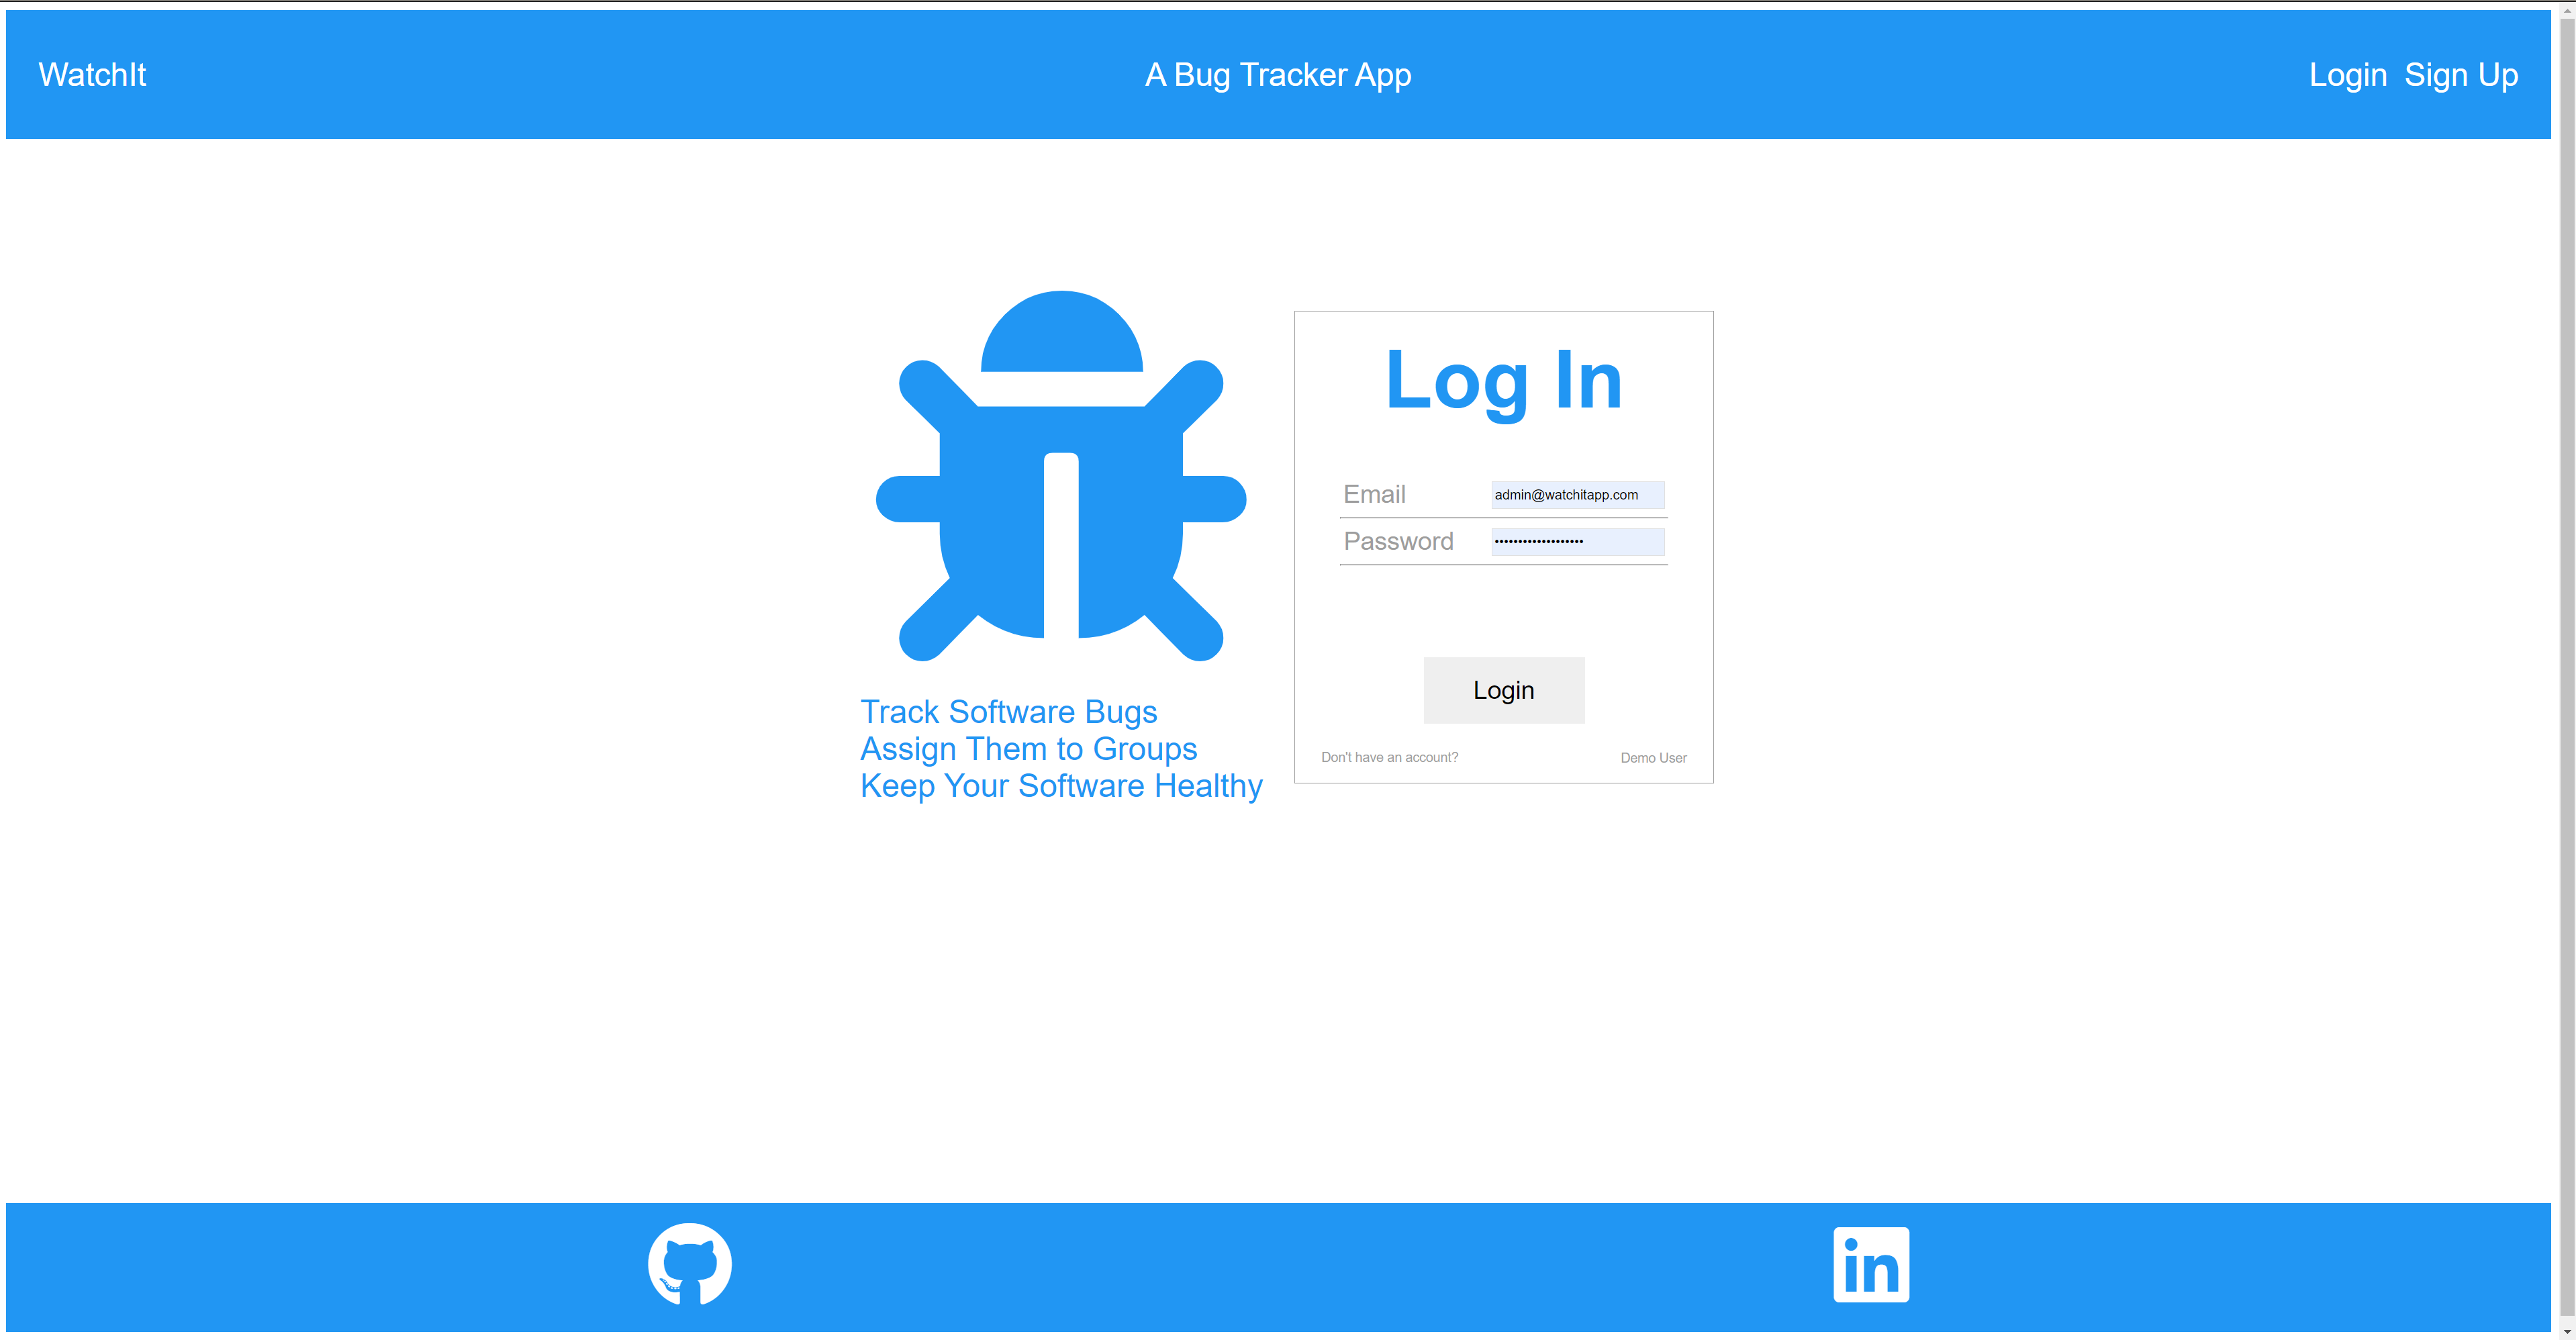 WatchIt
A Bug Tracker App
Login Sign Up
Track Software Bugs
Assign Them to Groups
Keep Your Software Healthy
Log In
Email
admin@watchitapp.com
Password
••••••••••••••••••••
Login
Don't have an account?
Demo User
in